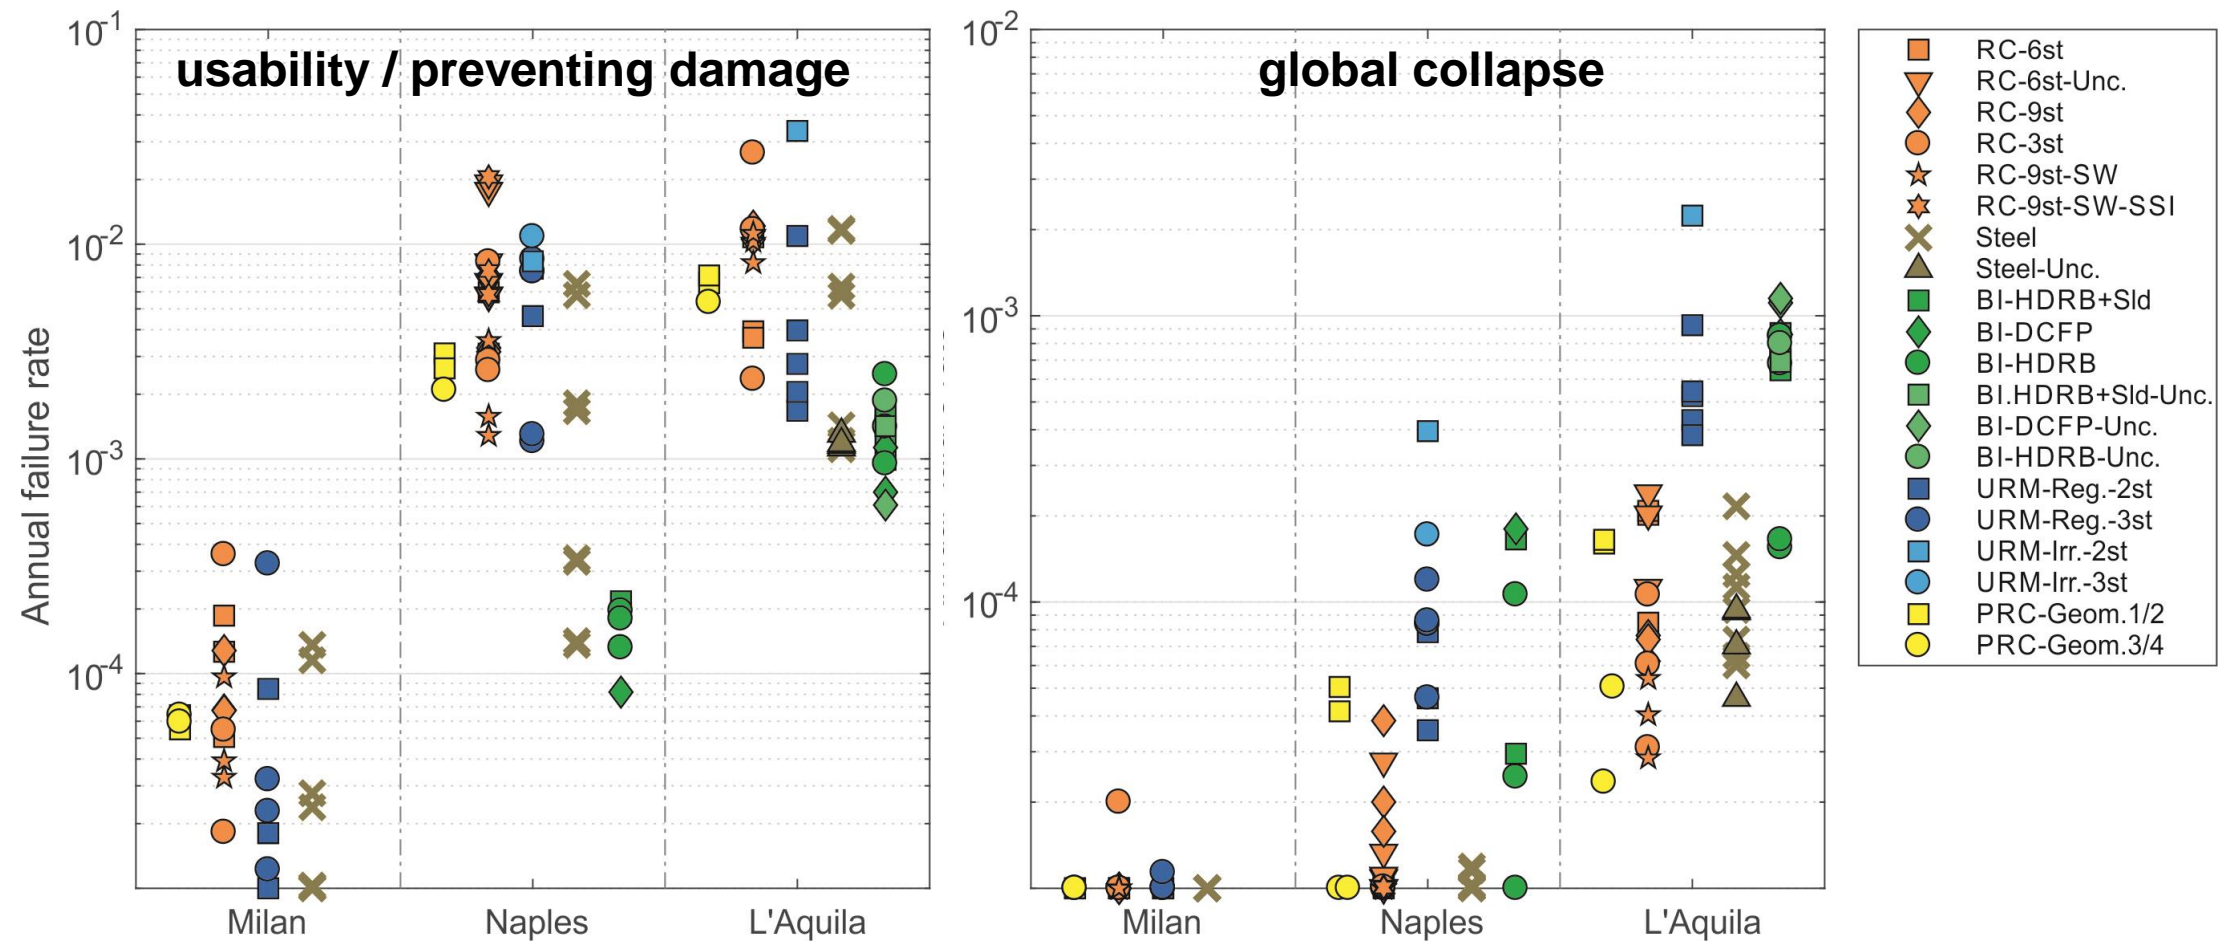 usability / preventing damage
Annual failure rate
10-1
10-2
10-3
10-4
Milan
Naples
L'Aquila
global collapse
10-2
10-3
10-4
Milan
Naples
L'Aquila
RC-6st
RC-6st-Unc.
RC-9st
RC-3st
RC-9st-SW
RC-9st-SW-SSI
Steel
Steel-Unc.
BI-HDRB+Sld
BI-DCFP
BI-HDRB
BI.HDRB+Sld-Unc.
BI-DCFP-Unc.
BI-HDRB-Unc.
URM-Reg.-2st
URM-Reg.-3st
URM-Irr.-2st
URM-Irr.-3st
PRC-Geom.1/2
PRC-Geom.3/4